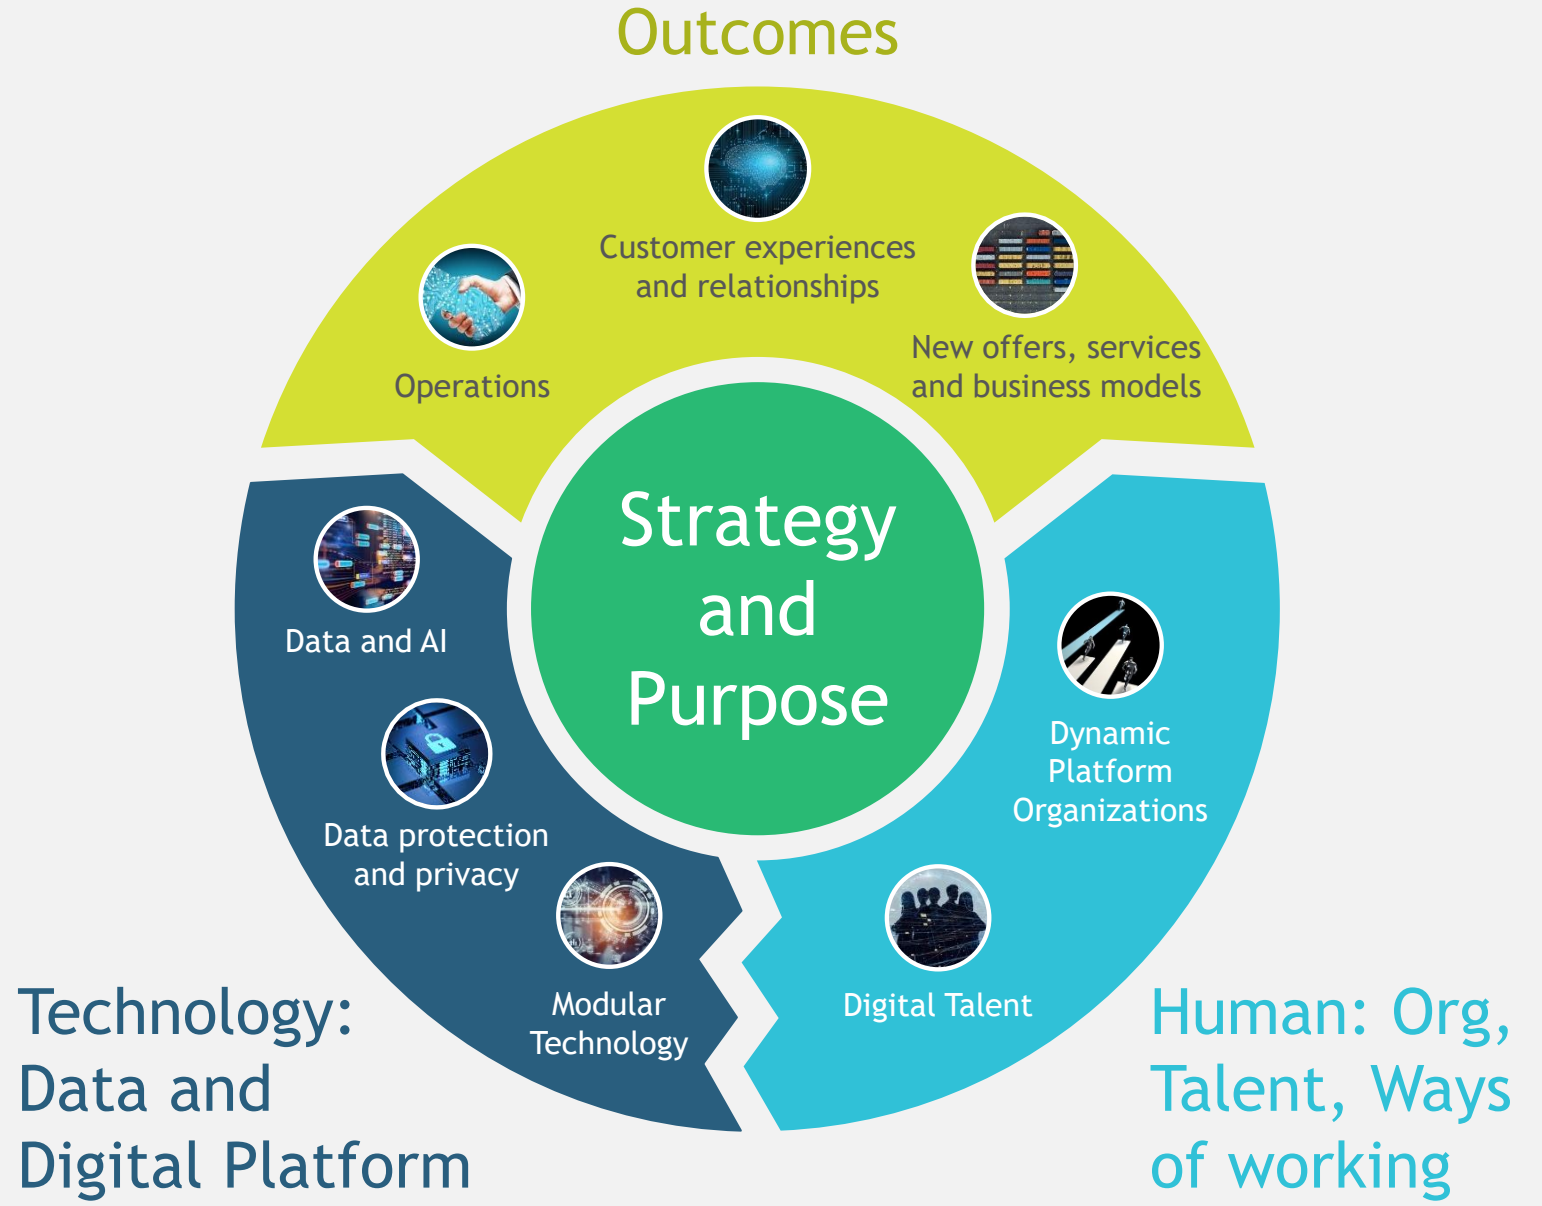 Outcomes
Customer experiences
and relationships
New offers, services
and business models
Operations
Strategy
and
Purpose
Data and AI
Data protection
and privacy
Modular
Technology
Dynamic
Platform
Organizations
Digital Talent
Technology:
Data and
Digital Platform
Human: Org,
Talent, Ways
of working